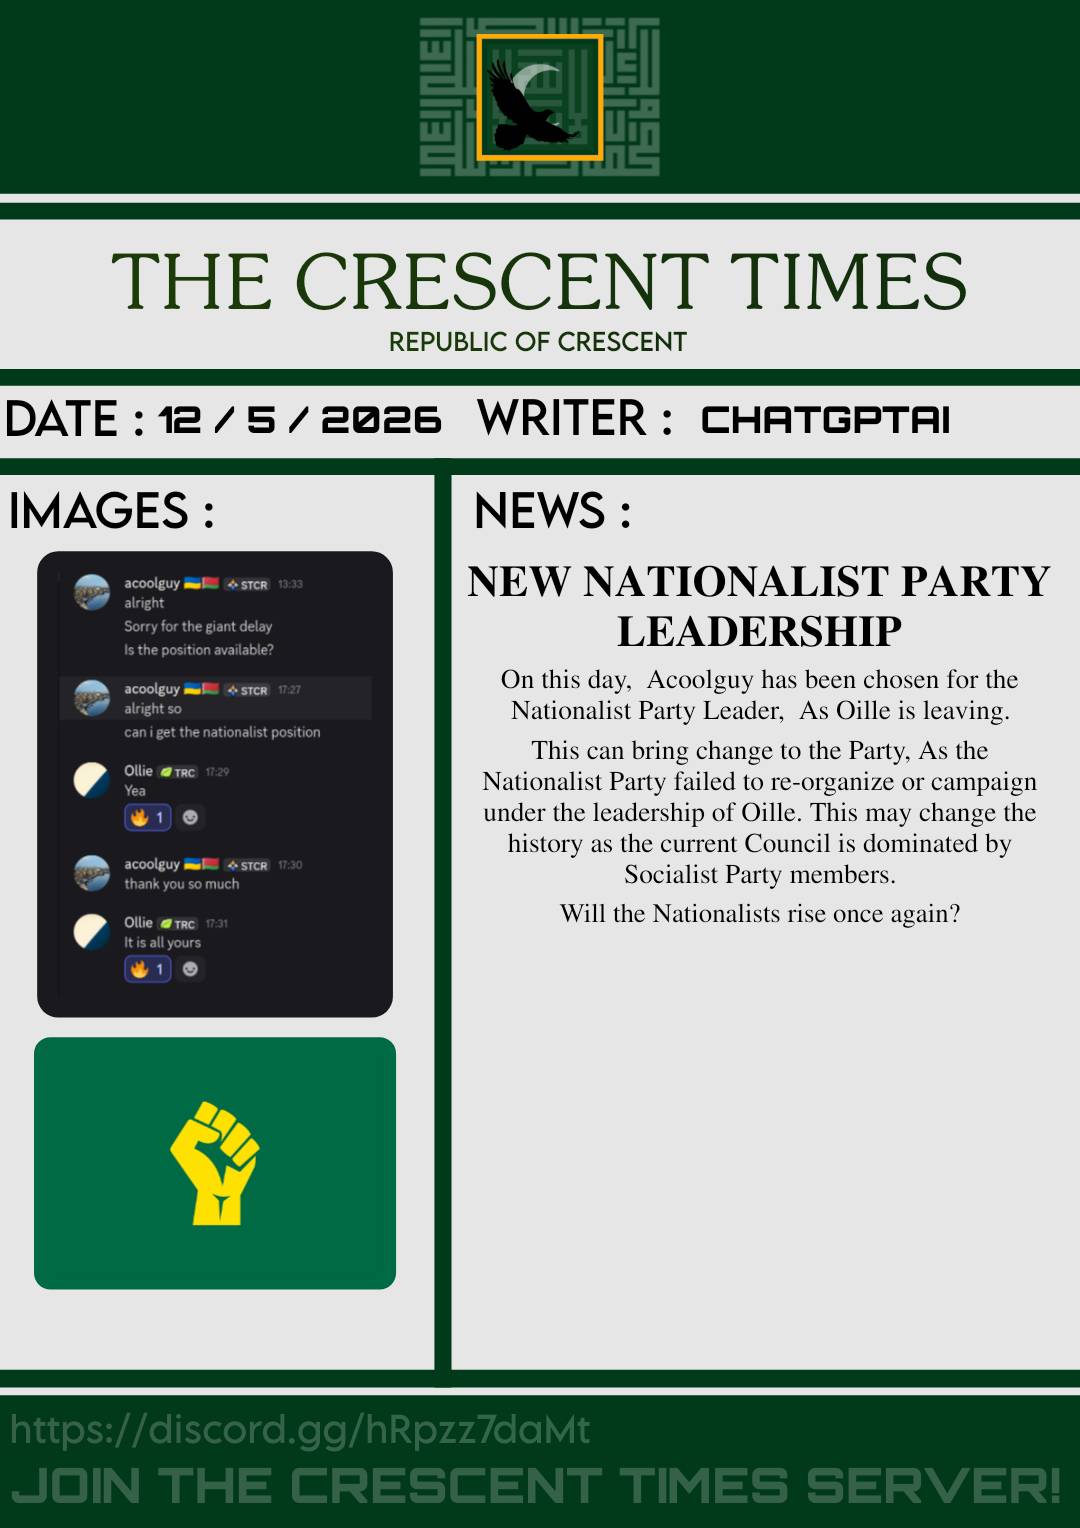 THE CRESCENT TIMES
REPUBLIC OF CRESCENT
DATE : 12 / 5 / 2026 WRITER : CHATGPTAI
IMAGES :
acoolguy 🇺🇦🇧🇾 STCR 13:33
alright
Sorry for the giant delay
Is the position available?
acoolguy 🇺🇦🇧🇾 STCR 17:27
alright so
can i get the nationalist position
Ollie TRC 17:29
Yea
🔥 1
acoolguy 🇺🇦🇧🇾 STCR 17:30
thank you so much
Ollie TRC 17:31
It is all yours
🔥 1
NEWS :
NEW NATIONALIST PARTY
LEADERSHIP
On this day,  Acoolguy has been chosen for the
Nationalist Party Leader,  As Oille is leaving.
This can bring change to the Party, As the
Nationalist Party failed to re-organize or campaign
under the leadership of Oille. This may change the
history as the current Council is dominated by
Socialist Party members.
Will the Nationalists rise once again?
https://discord.gg/hRpzz7daMt
JOIN THE CRESCENT TIMES SERVER!